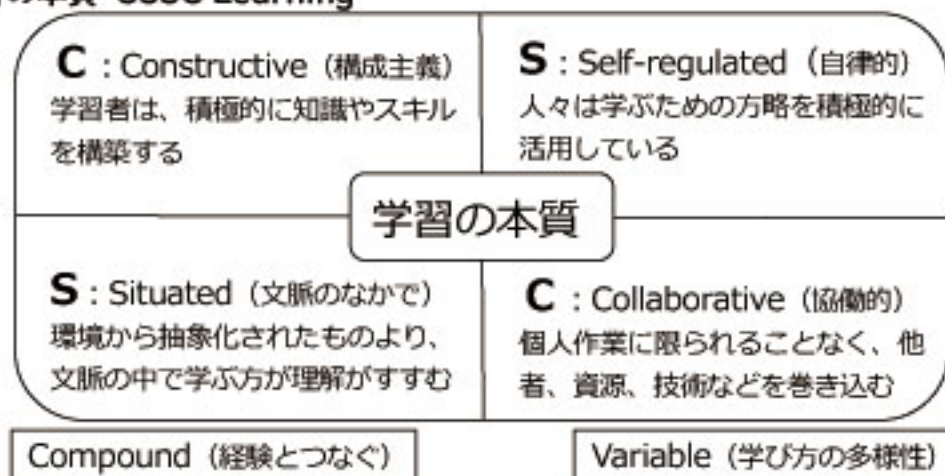 の本質 CSSC Learning
C：Constructive（構成主義）
学習者は、積極的に知識やスキル
を構築する
S：Self-regulated（自律的）
人々は学ぶための方略を積極的に
活用している
学習の本質
S：Situated（文脈のなかで）
環境から抽象化されたものより、
文脈の中で学ぶ方が理解がすすむ
C：Collaborative（協働的）
個人作業に限られることなく、他
者、資源、技術などを巻き込む
Compound（経験とつなぐ）
Variable（学び方の多様性）